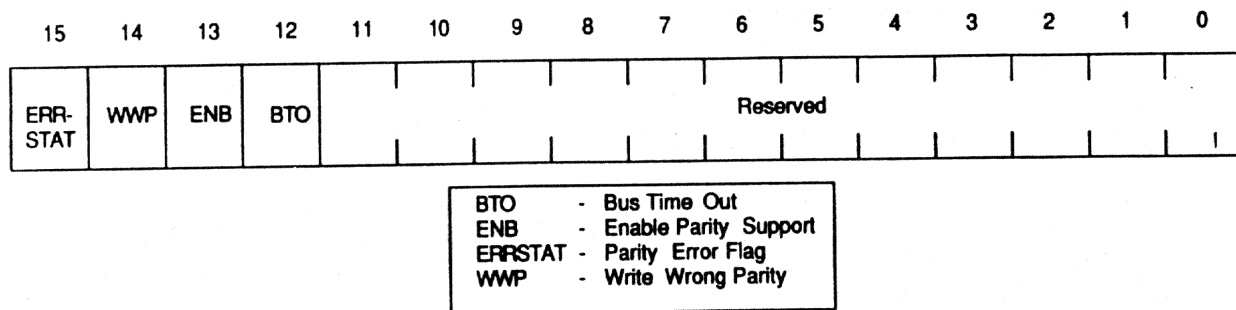 15 14 13 12 11 10 9 8 7 6 5 4 3 2 1 0
ERR-
STAT
WWP ENB BTO Reserved
BTO - Bus Time Out
ENB - Enable Parity Support
ERRSTAT - Parity Error Flag
WWP - Write Wrong Parity